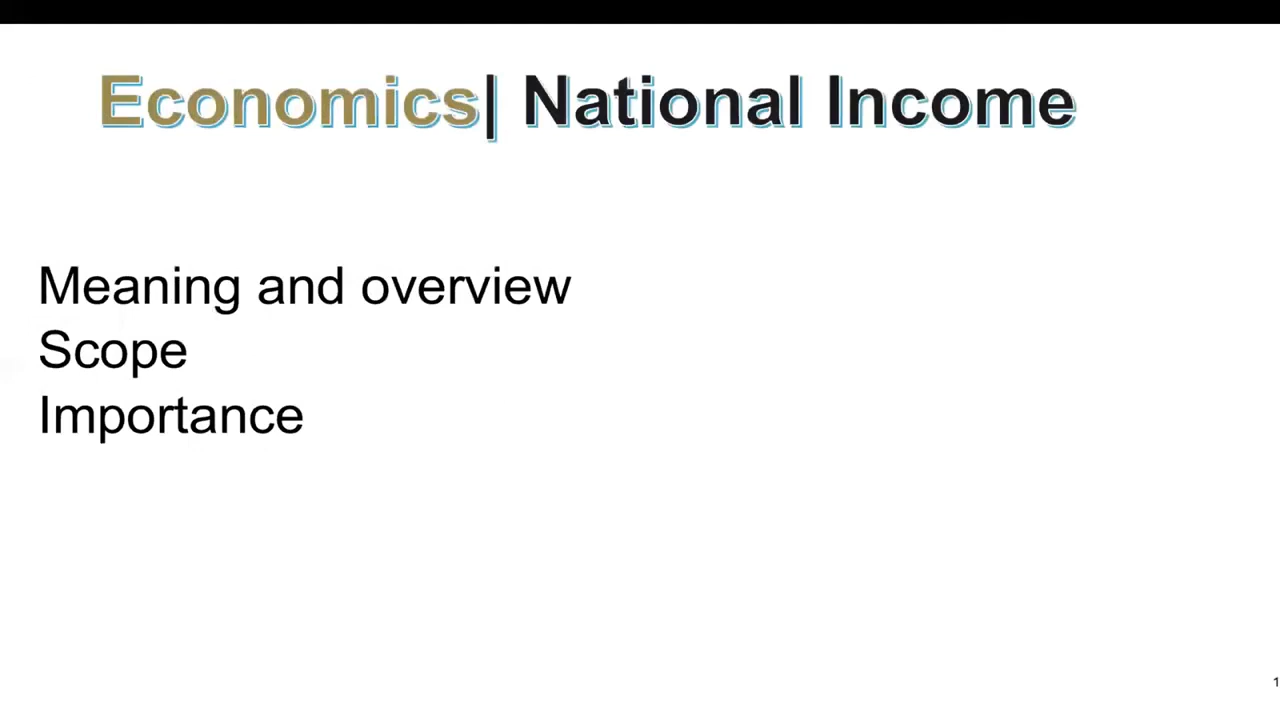 Economics| National Income
Meaning and overview
Scope
Importance
1